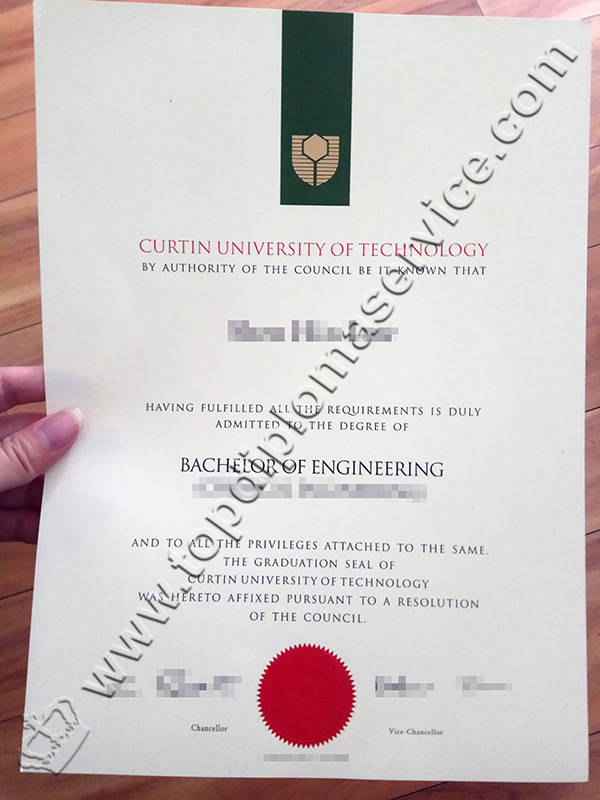 CURTIN UNIVERSITY OF TECHNOLOGY
BY AUTHORITY OF THE COUNCIL BE IT KNOWN THAT
HAVING FULFILLED ALL THE REQUIREMENTS IS DULY
ADMITTED TO THE DEGREE OF
BACHELOR OF ENGINEERING
AND TO ALL THE PRIVILEGES ATTACHED TO THE SAME.
THE GRADUATION SEAL OF
CURTIN UNIVERSITY OF TECHNOLOGY
WAS HERETO AFFIXED PURSUANT TO A RESOLUTION
OF THE COUNCIL.
Chancellor
Vice-Chancellor
www.topdiplomaservice.com